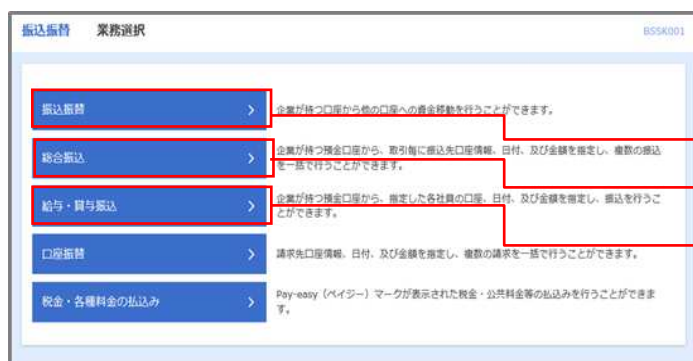 振込振替 業務選択 BSSK001
振込振替 >
企業が持つ口座から他の口座への資金移動を行うことができます。
総合振込 >
企業が持つ預金口座から、取引毎に振込先口座情報、日付、及び金額を指定し、複数の振込
を一括で行うことができます。
給与・賞与振込 >
企業が持つ預金口座から、指定した各社員の口座、日付、及び金額を指定し、振込を行うこ
とができます。
口座振替 >
請求先口座情報、日付、及び金額を指定し、複数の請求を一括で行うことができます。
税金・各種料金の払込み >
Pay-easy（ペイジー）マークが表示された税金・公共料金等の払込みを行うことができま
す。